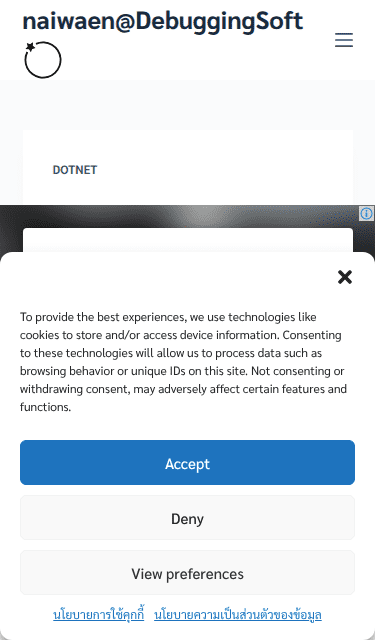 naiwaen@DebuggingSoft
DOTNET
To provide the best experiences, we use technologies like
cookies to store and/or access device information. Consenting
to these technologies will allow us to process data such as
browsing behavior or unique IDs on this site. Not consenting or
withdrawing consent, may adversely affect certain features and
functions.
Accept
Deny
View preferences
นโยบายการใช้คุกกี้ นโยบายความเป็นส่วนตัวของข้อมูล